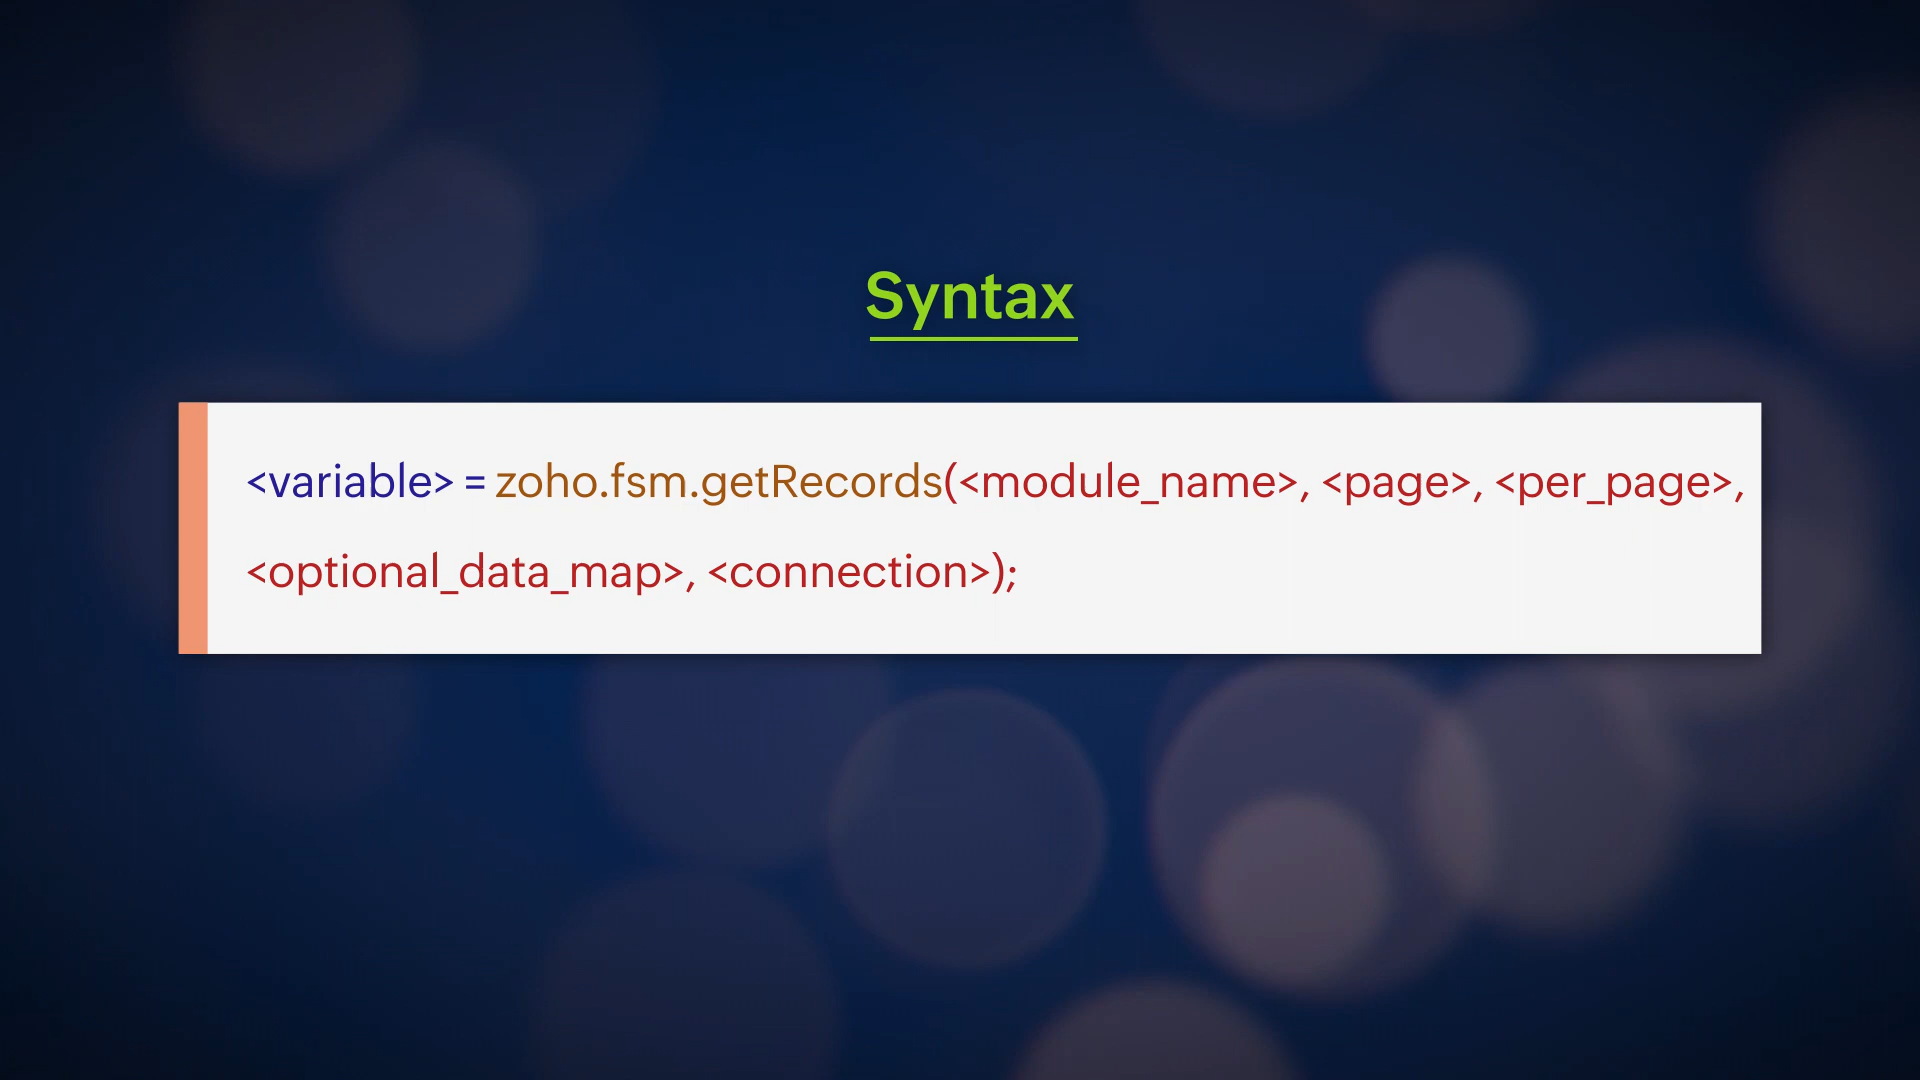 Syntax
<variable> = zoho.fsm.getRecords(<module_name>, <page>, <per_page>,
<optional_data_map>, <connection>);